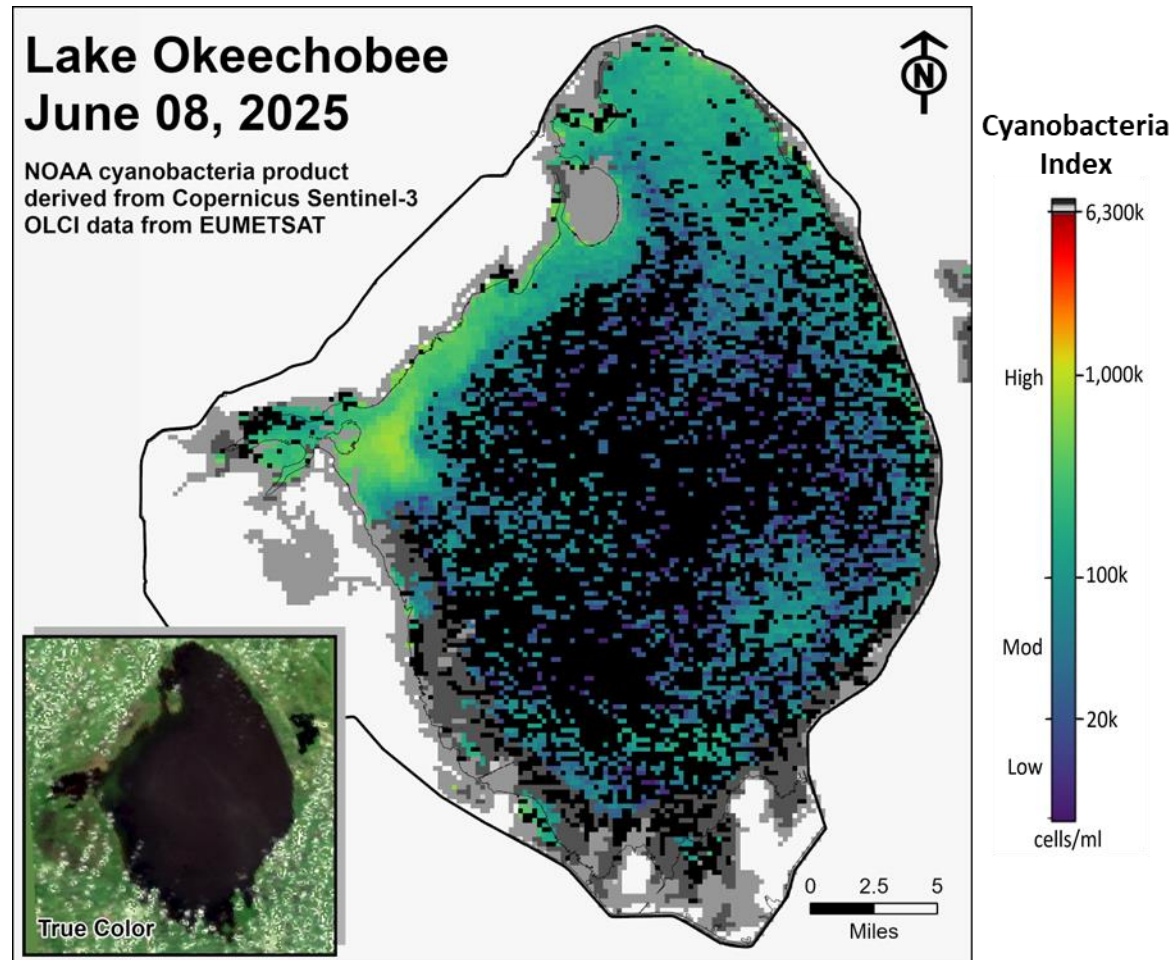 Lake Okeechobee
June 08, 2025
NOAA cyanobacteria product
derived from Copernicus Sentinel-3
OLCI data from EUMETSAT
N
Cyanobacteria
Index
6,300k
High
1,000k
100k
Mod
20k
Low
cells/ml
True Color
0 2.5 5
Miles